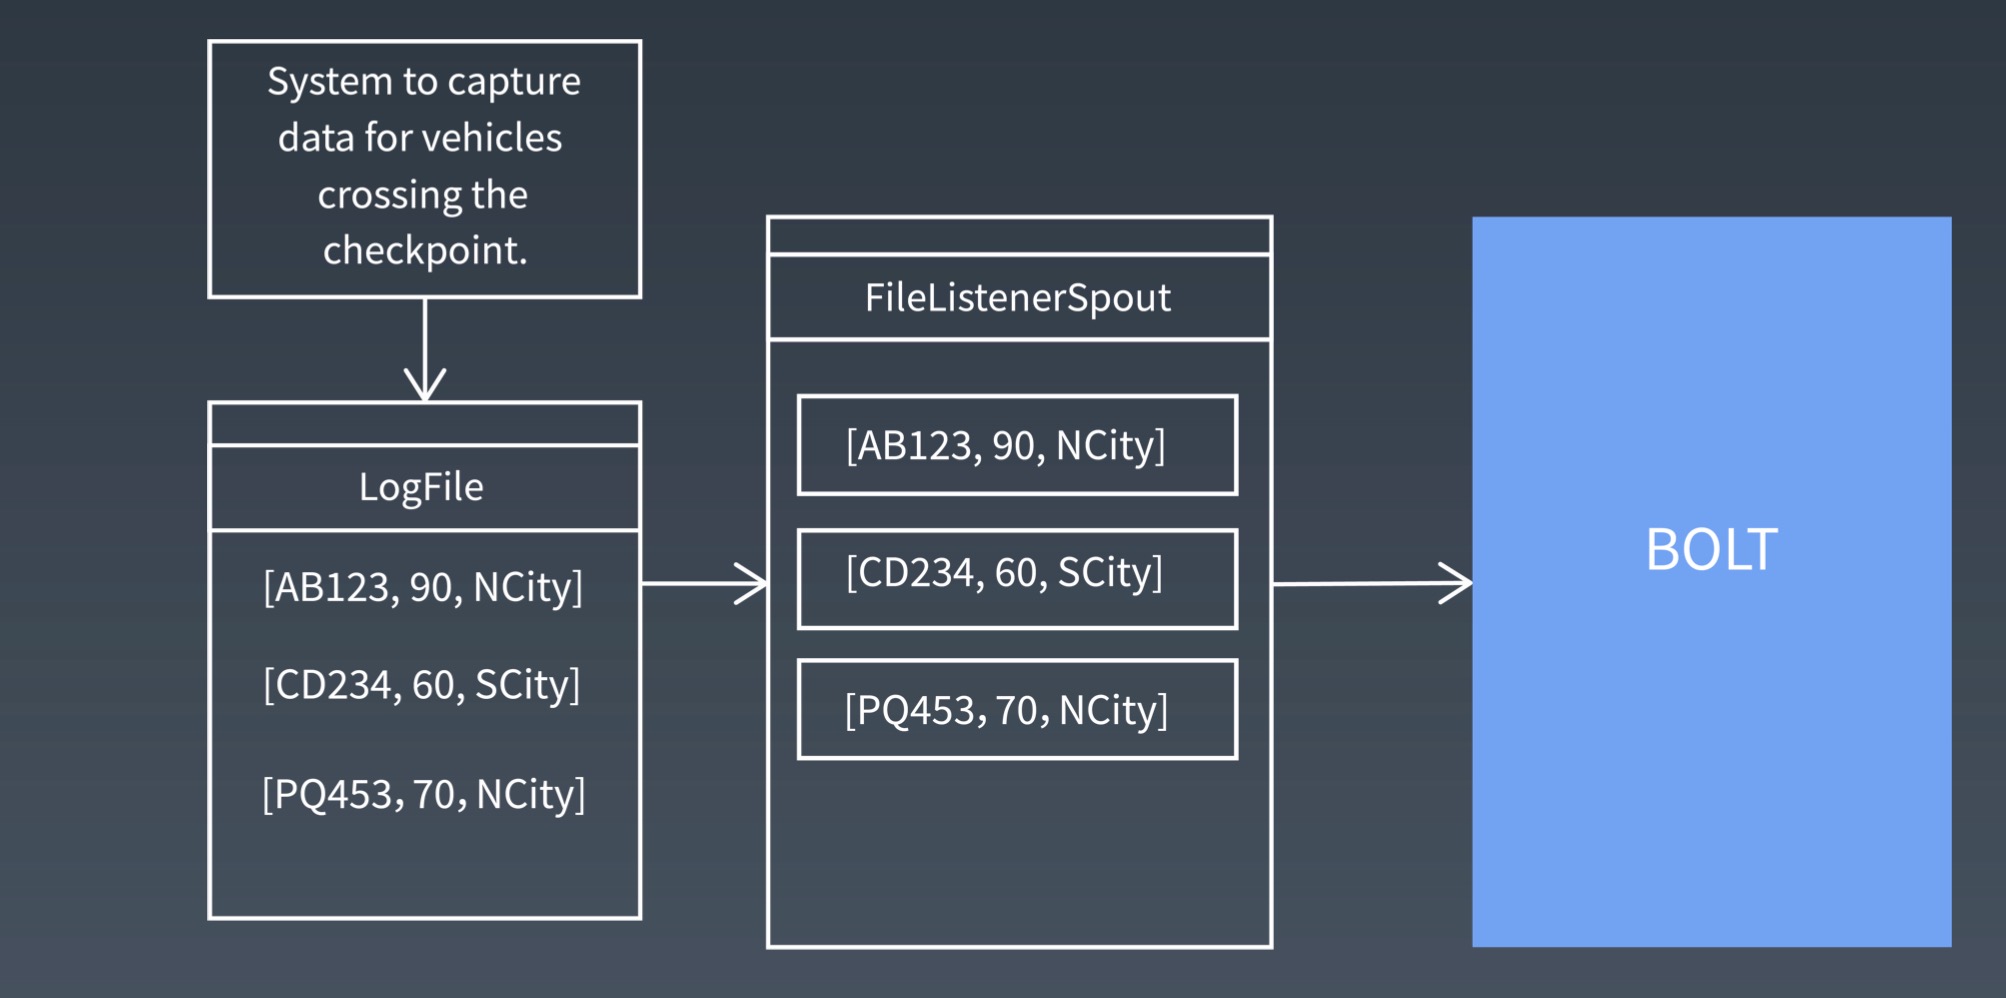 System to capture
data for vehicles
crossing the
checkpoint.
LogFile
[AB123, 90, NCity]
[CD234, 60, SCity]
[PQ453, 70, NCity]
FileListenerSpout
[AB123, 90, NCity]
[CD234, 60, SCity]
[PQ453, 70, NCity]
BOLT